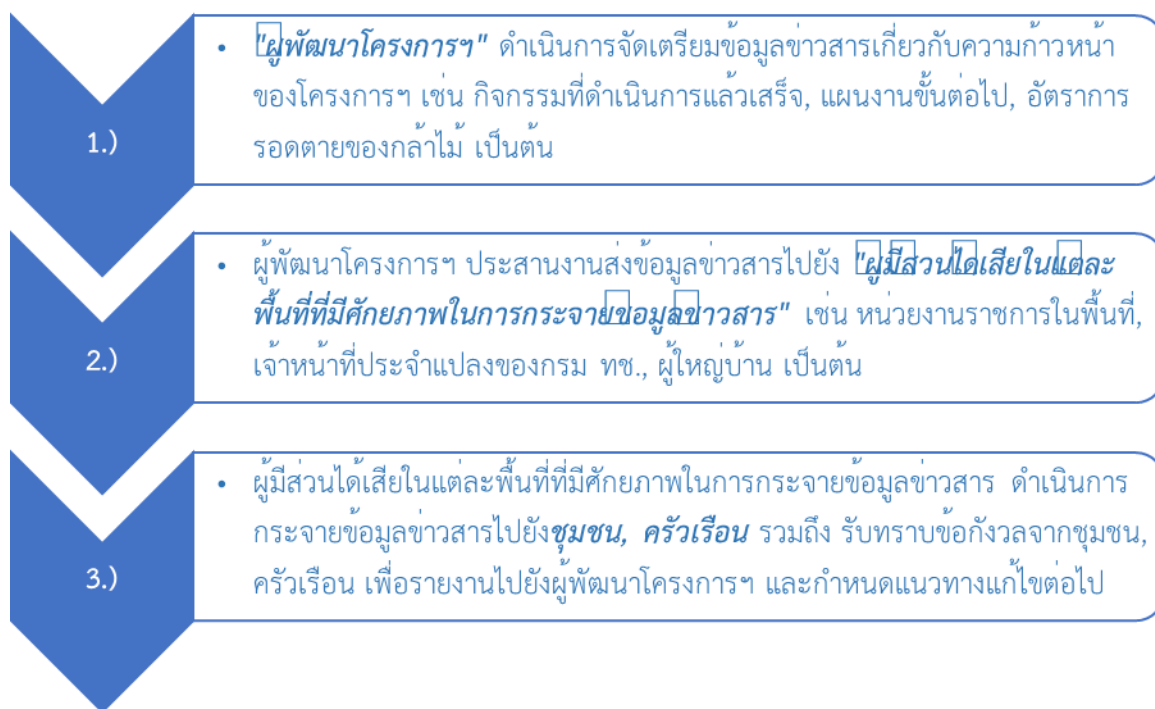 1.)
• "ผู้พัฒนาโครงการฯ" ดำเนินการจัดเตรียมข้อมูลข่าวสารเกี่ยวกับความก้าวหน้า
ของโครงการฯ เช่น กิจกรรมที่ดำเนินการแล้วเสร็จ, แผนงานขั้นต่อไป, อัตราการ
รอดตายของกล้าไม้ เป็นต้น
2.)
• ผู้พัฒนาโครงการฯ ประสานงานส่งข้อมูลข่าวสารไปยัง "ผู้มีส่วนได้เสียในแต่ละ
พื้นที่ที่มีศักยภาพในการกระจายข้อมูลข่าวสาร" เช่น หน่วยงานราชการในพื้นที่,
เจ้าหน้าที่ประจำแปลงของกรม ทช., ผู้ใหญ่บ้าน เป็นต้น
3.)
• ผู้มีส่วนได้เสียในแต่ละพื้นที่ที่มีศักยภาพในการกระจายข้อมูลข่าวสาร ดำเนินการ
กระจายข้อมูลข่าวสารไปยังชุมชน, ครัวเรือน รวมถึง รับทราบข้อกังวลจากชุมชน,
ครัวเรือน เพื่อรายงานไปยังผู้พัฒนาโครงการฯ และกำหนดแนวทางแก้ไขต่อไป